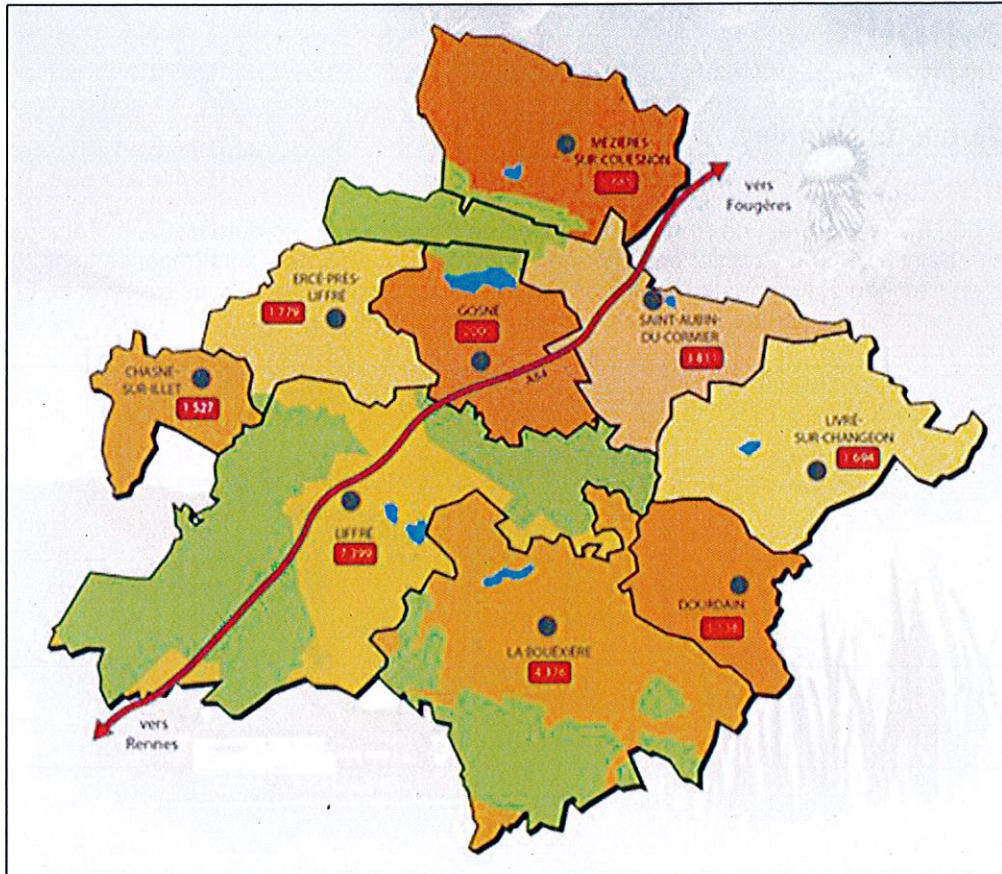 MÉZIÈRES-
SUR-COUESNON
vers
Fougères
ERCÉ-PRÈS-
LIFFRÉ
1 779
GOSNÉ
SAINT-AUBIN-
DU-CORMIER
3 811
A84
CHASNÉ-
SUR-ILLET
1 527
LIVRÉ-
SUR-CHANGEON
1 694
LIFFRÉ
7 399
DOURDAIN
LA BOUËXIÈRE
4 376
vers
Rennes